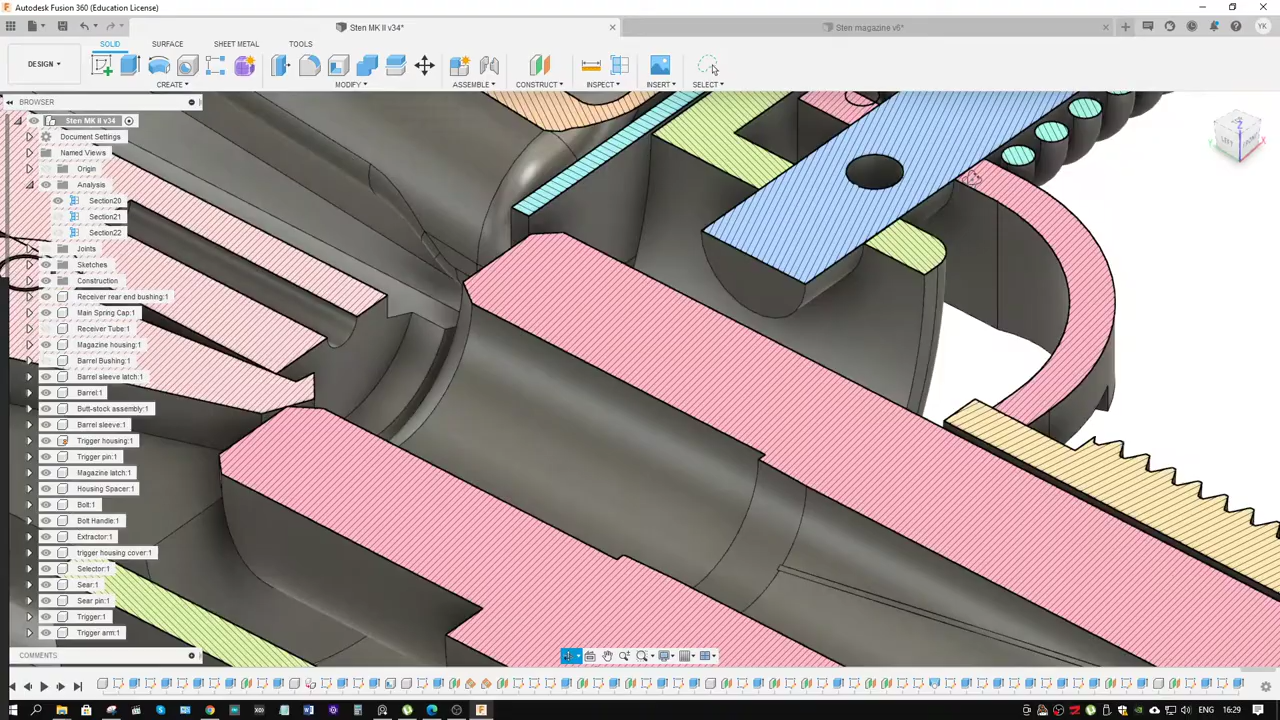 Autodesk Fusion 360 (Education License)
Sten MK II v34*
Sten magazine v6*
YK
DESIGN
SOLID
SURFACE
SHEET METAL
TOOLS
CREATE
MODIFY
ASSEMBLE
CONSTRUCT
INSPECT
INSERT
SELECT
BROWSER
Sten MK II v34
Document Settings
Named Views
Origin
Analysis
Section20
Section21
Section22
Joints
Sketches
Construction
Receiver rear end bushing:1
Main Spring Cap:1
Receiver Tube:1
Magazine housing:1
Barrel Bushing:1
Barrel sleeve latch:1
Barrel:1
Butt-stock assembly:1
Barrel sleeve:1
Trigger housing:1
Trigger pin:1
Magazine latch:1
Housing Spacer:1
Bolt:1
Bolt Handle:1
Extractor:1
trigger housing cover:1
Selector:1
Sear:1
Sear pin:1
Trigger:1
Trigger arm:1
COMMENTS
ENG
16:29